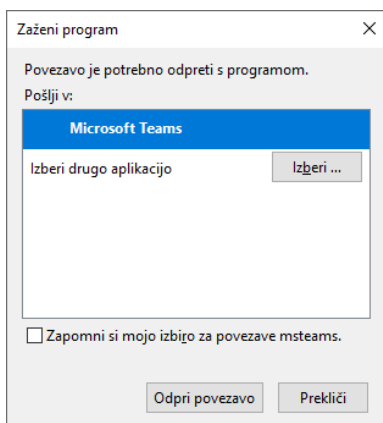 Zaženi program
Povezavo je potrebno odpreti s programom.
Pošlji v:
Microsoft Teams
Izberi drugo aplikacijo
Izberi ...
Zapomni si mojo izbiro za povezave msteams.
Odpri povezavo
Prekliči